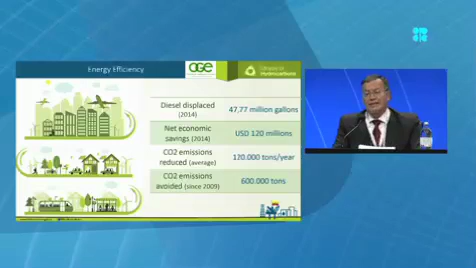 Energy Efficiency
OGE
Diesel displaced
(2014)
47,77 million gallons
Net economic
savings (2014)
USD 120 millions
CO2 emissions
reduced (average)
120.000 tons/year
CO2 emissions
avoided (since 2009)
600.000 tons